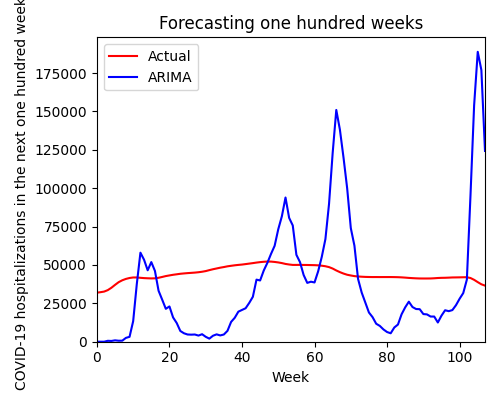 Forecasting one hundred weeks
Actual
ARIMA
175000
150000
125000
100000
75000
50000
25000
0
0 20 40 60 80 100
Week
COVID-19 hospitalizations in the next one hundred week